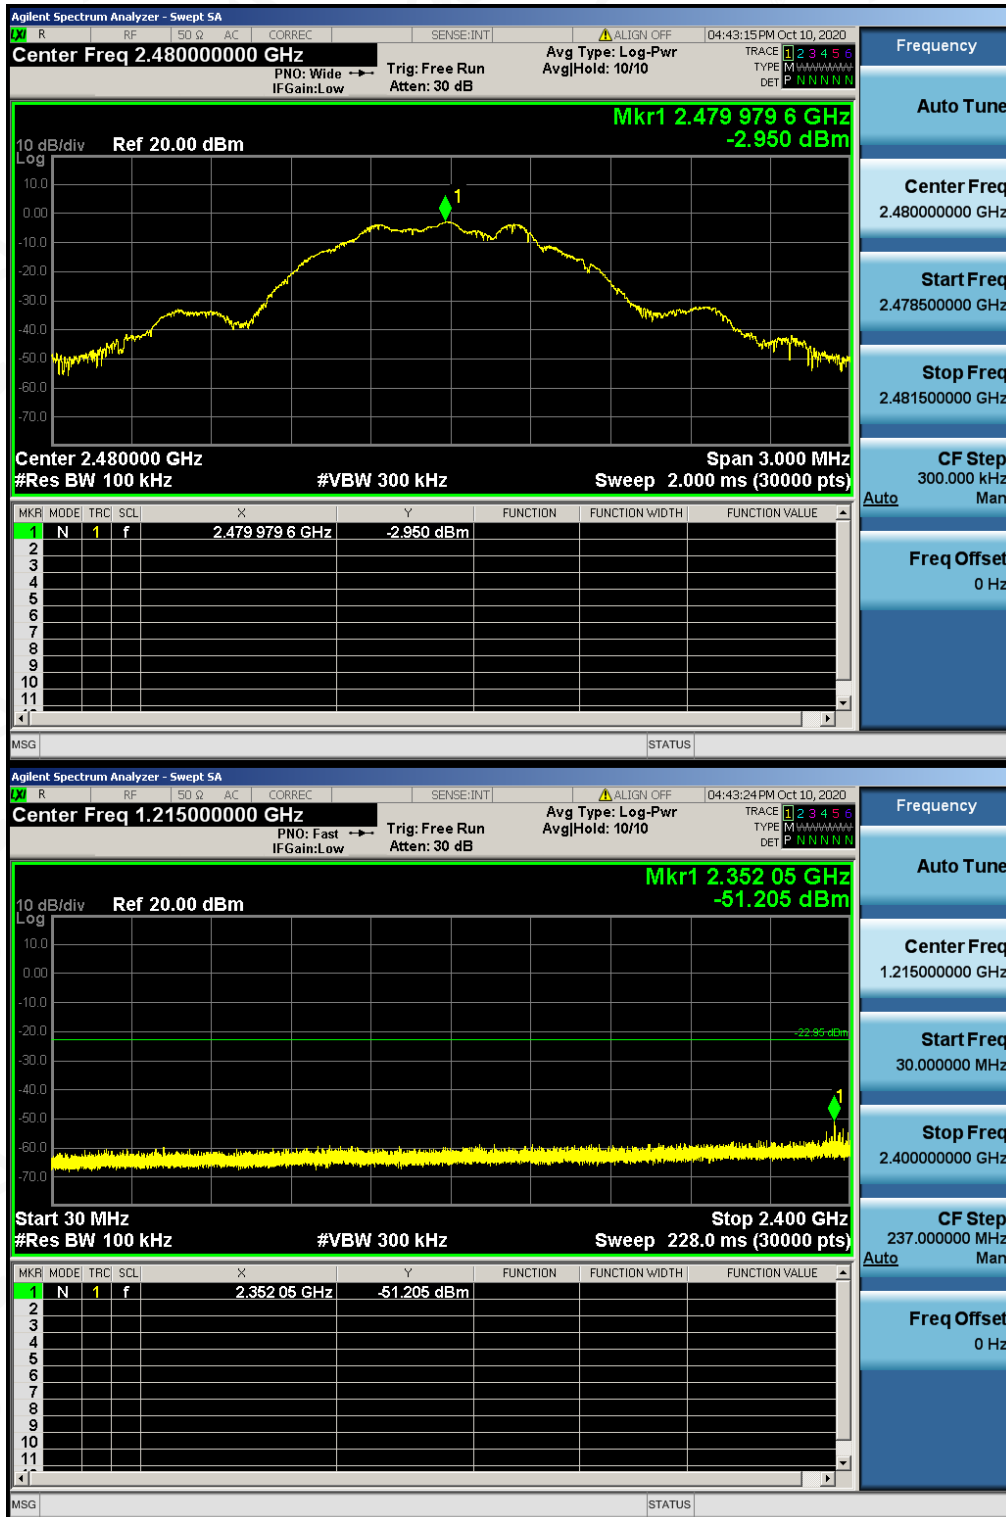 Agilent Spectrum Analyzer - Swept SA
LXI R RF 50 Ω AC CORREC SENSE:INT ALIGN OFF 04:43:15 PM Oct 10, 2020
Center Freq 2.480000000 GHz
PNO: Wide
IFGain:Low
Trig: Free Run
Atten: 30 dB
Avg Type: Log-Pwr
Avg|Hold: 10/10
TRACE 1 2 3 4 5 6
TYPE M WWWWW
DET P N N N N N
Mkr1 2.479 979 6 GHz
-2.950 dBm
10 dB/div Ref 20.00 dBm
Log
10.0
0.00
-10.0
-20.0
-30.0
-40.0
-50.0
-60.0
-70.0
1
Center 2.480000 GHz Span 3.000 MHz
#Res BW 100 kHz #VBW 300 kHz Sweep 2.000 ms (30000 pts)
MKR MODE TRC SCL X Y FUNCTION FUNCTION WIDTH FUNCTION VALUE
1 N 1 f 2.479 979 6 GHz -2.950 dBm
2
3
4
5
6
7
8
9
10
11
MSG STATUS
Frequency
Auto Tune
Center Freq
2.480000000 GHz
Start Freq
2.478500000 GHz
Stop Freq
2.481500000 GHz
CF Step
300.000 kHz
Auto Man
Freq Offset
0 Hz
Agilent Spectrum Analyzer - Swept SA
LXI R RF 50 Ω AC CORREC SENSE:INT ALIGN OFF 04:43:24 PM Oct 10, 2020
Center Freq 1.215000000 GHz
PNO: Fast
IFGain:Low
Trig: Free Run
Atten: 30 dB
Avg Type: Log-Pwr
Avg|Hold: 10/10
TRACE 1 2 3 4 5 6
TYPE M WWWWW
DET P N N N N N
Mkr1 2.352 05 GHz
-51.205 dBm
10 dB/div Ref 20.00 dBm
Log
10.0
0.00
-10.0
-20.0
-30.0
-40.0
-50.0
-60.0
-70.0
-22.95 dBm
1
Start 30 MHz Stop 2.400 GHz
#Res BW 100 kHz #VBW 300 kHz Sweep 228.0 ms (30000 pts)
MKR MODE TRC SCL X Y FUNCTION FUNCTION WIDTH FUNCTION VALUE
1 N 1 f 2.352 05 GHz -51.205 dBm
2
3
4
5
6
7
8
9
10
11
MSG STATUS
Frequency
Auto Tune
Center Freq
1.215000000 GHz
Start Freq
30.000000 MHz
Stop Freq
2.400000000 GHz
CF Step
237.000000 MHz
Auto Man
Freq Offset
0 Hz